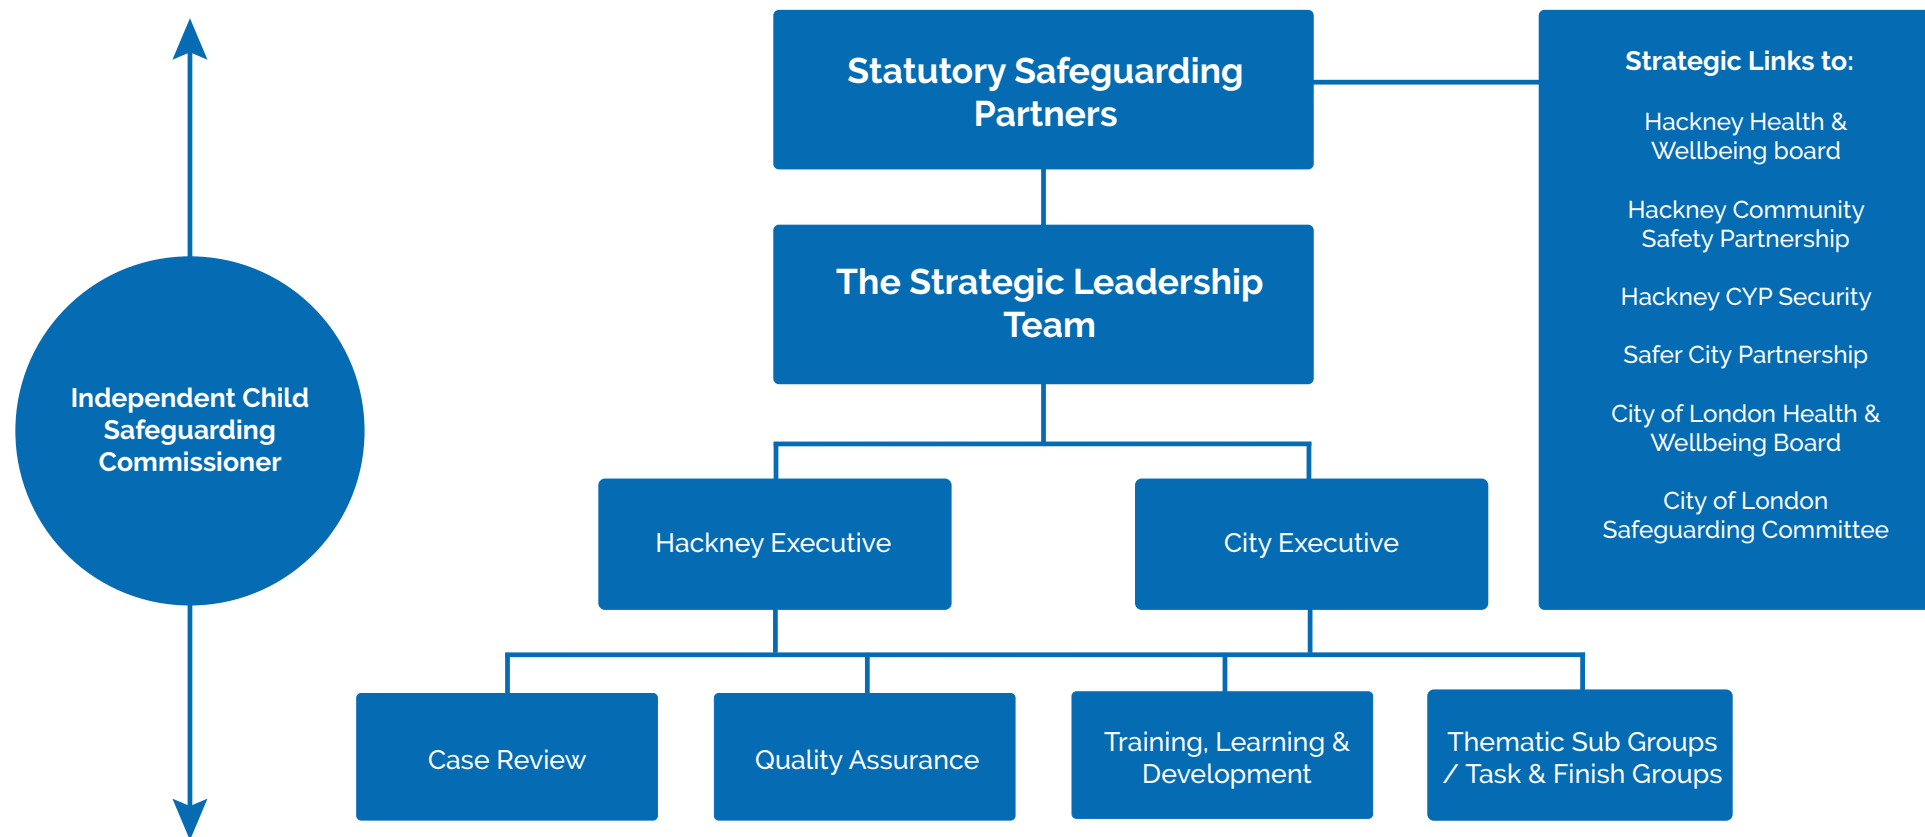 Statutory Safeguarding
Partners
Strategic Links to:
Hackney Health &
Wellbeing board
Hackney Community
Safety Partnership
Hackney CYP Security
Safer City Partnership
City of London Health &
Wellbeing Board
City of London
Safeguarding Committee
The Strategic Leadership
Team
Independent Child
Safeguarding
Commissioner
Hackney Executive
City Executive
Case Review
Quality Assurance
Training, Learning &
Development
Thematic Sub Groups
/ Task & Finish Groups